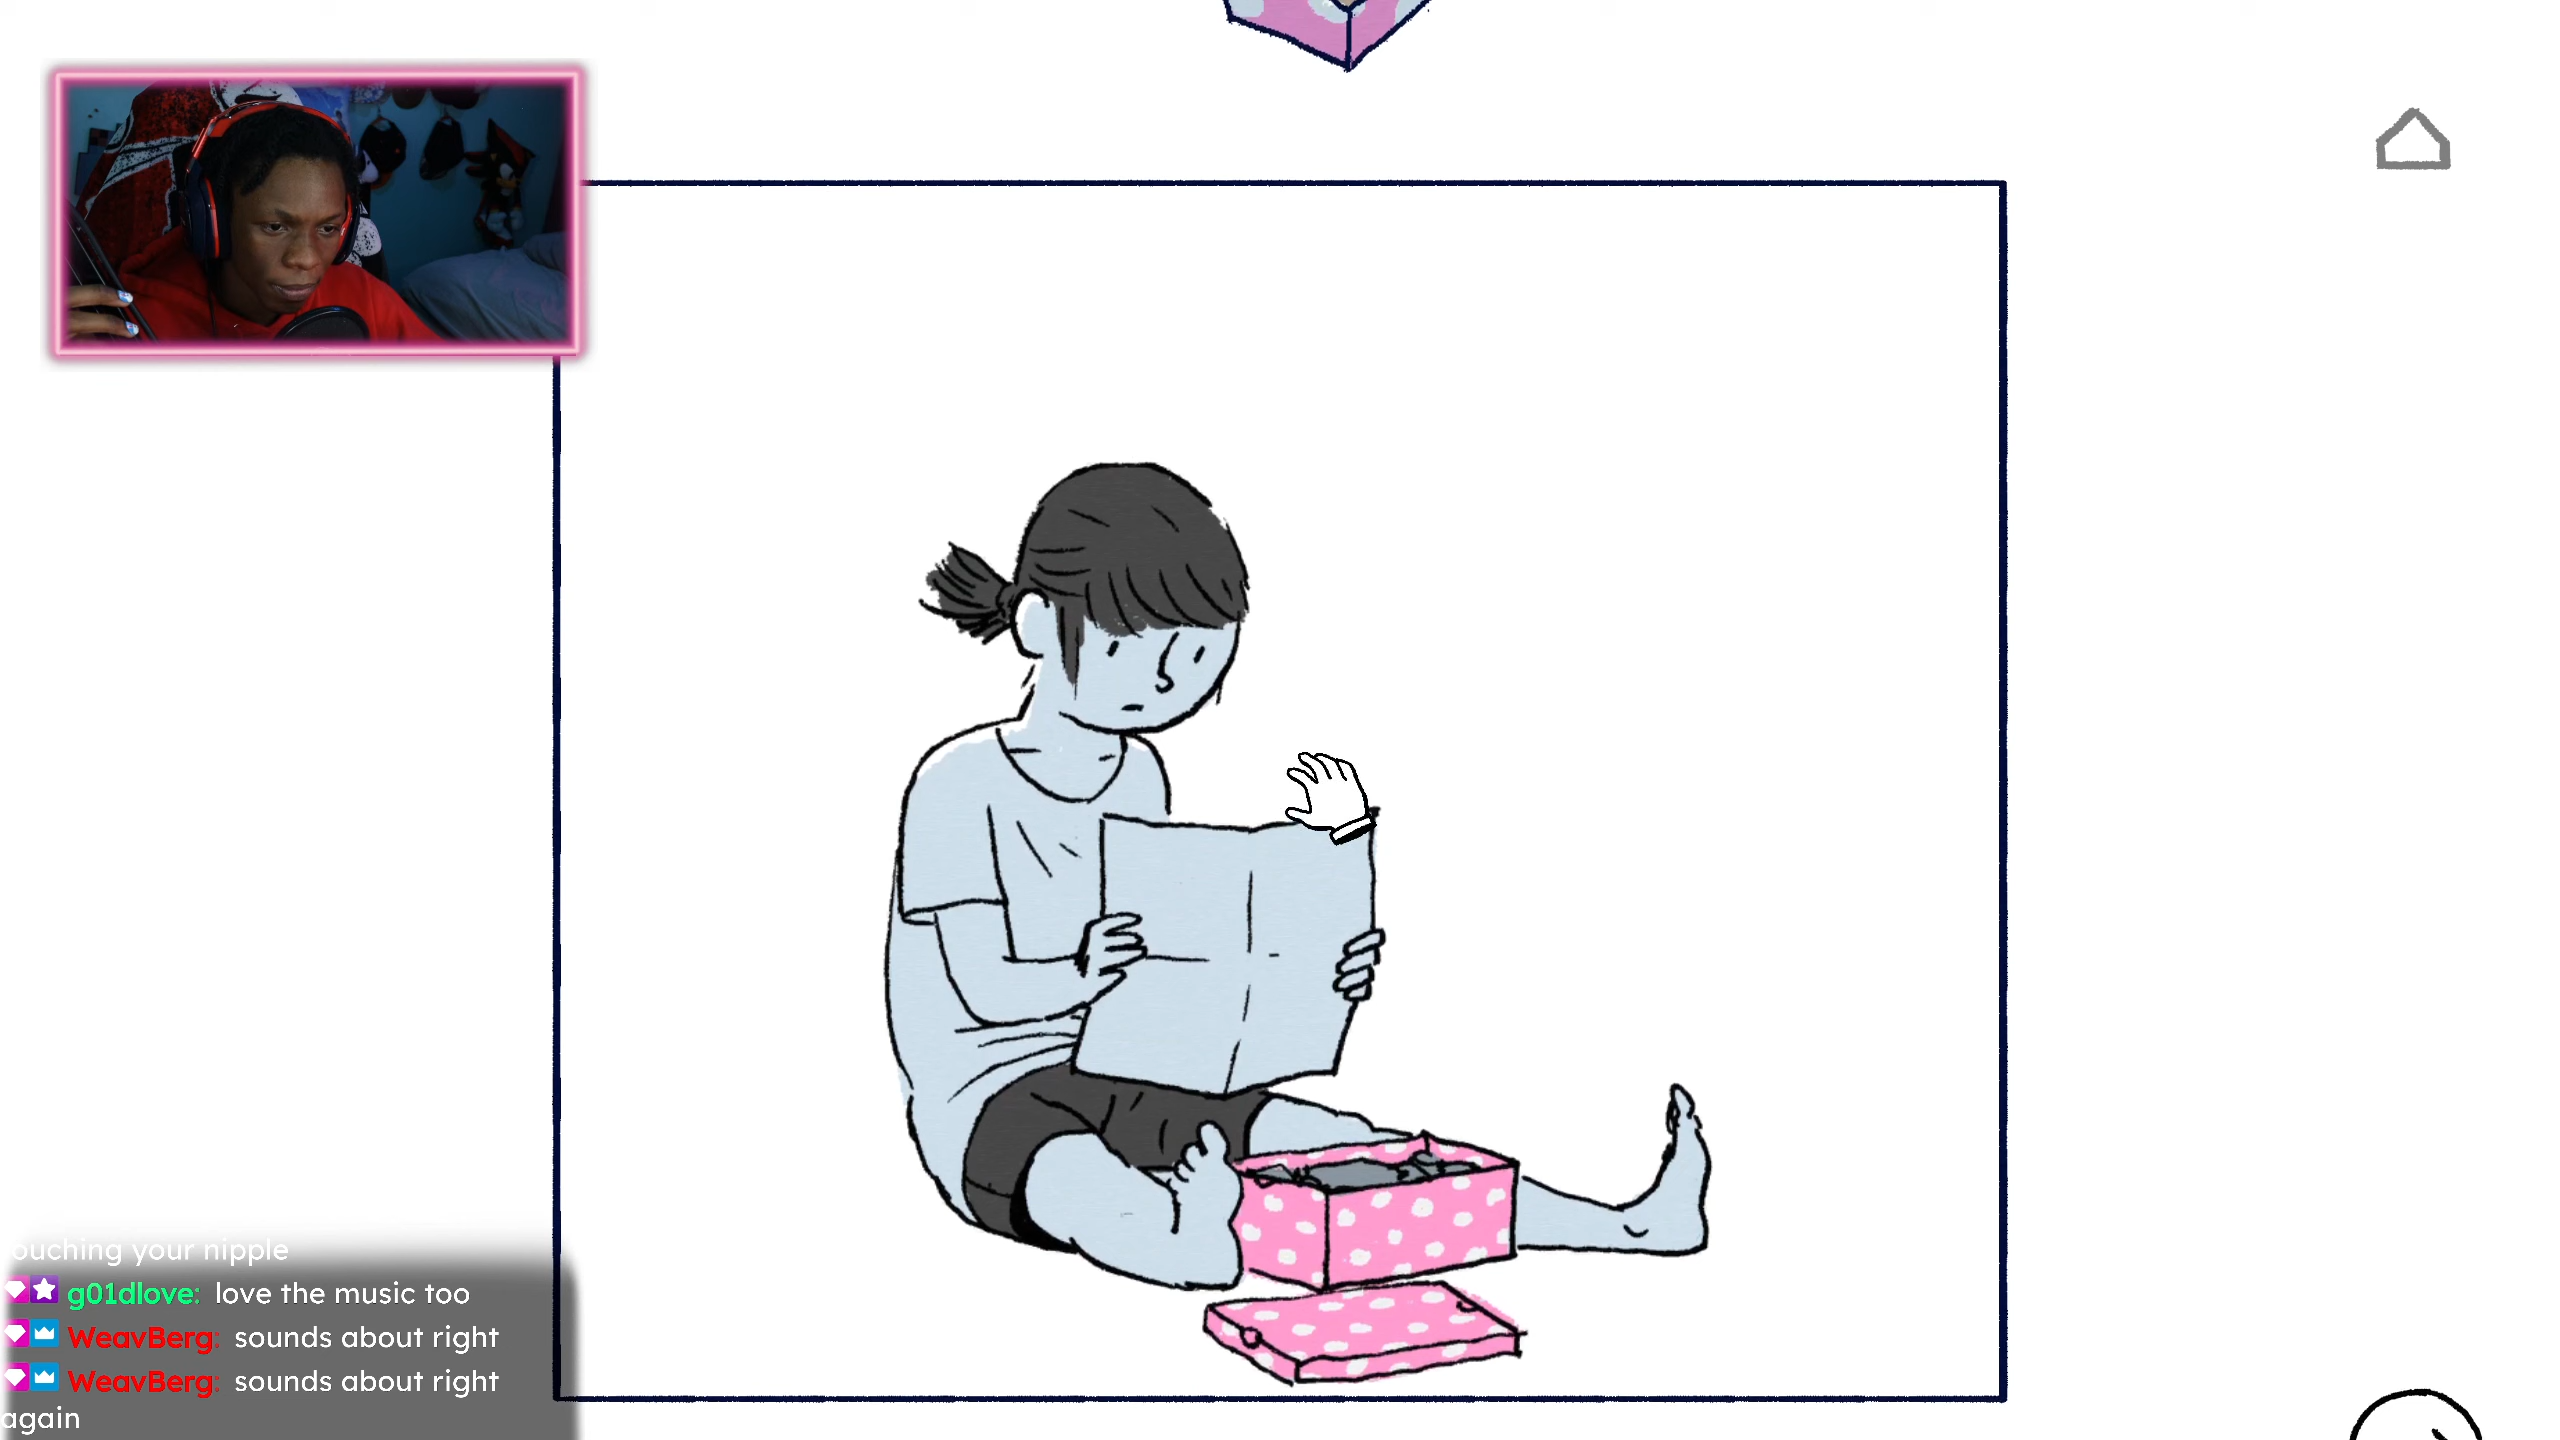 ouching your nipple
g01dlove: love the music too
WeavBerg: sounds about right
WeavBerg: sounds about right
again